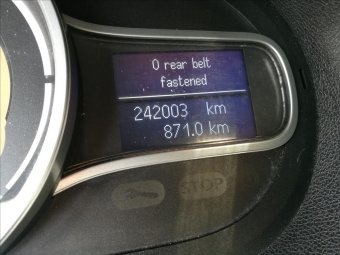 0 rear belt
fastened
242003 km
871.0 km
STOP